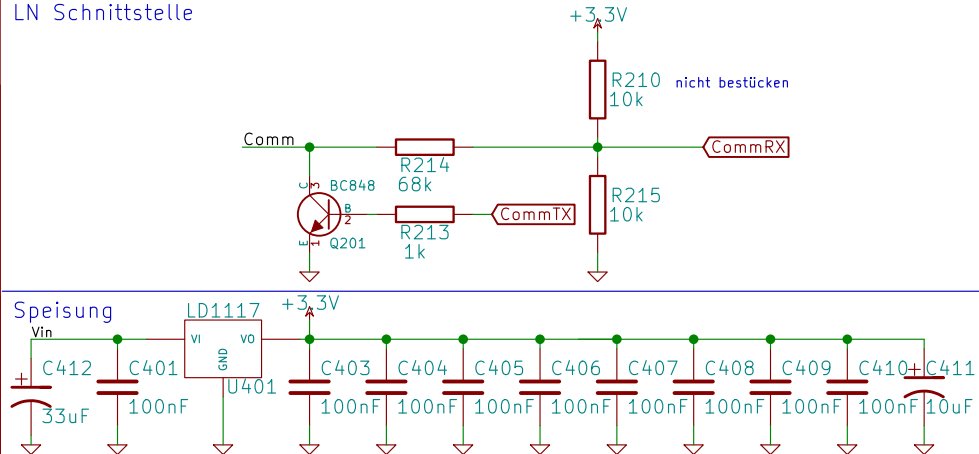 LN Schnittstelle
+3.3V
R210
10k
nicht bestücken
Comm
CommRX
R214
68k
C
3
BC848
B
2
CommTX
R215
10k
R213
1k
E
1
Q201
Speisung
+3.3V
LD1117
Vin
VI
VO
GND
U401
+
C412
33uF
C401
100nF
C403
100nF
C404
100nF
C405
100nF
C406
100nF
C407
100nF
C408
100nF
C409
100nF
C410
100nF
+
C411
10uF